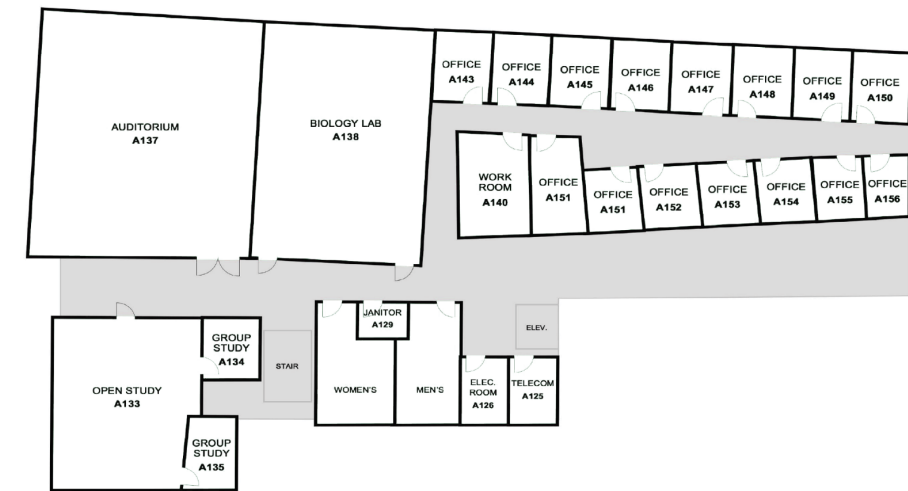 AUDITORIUM
A137
BIOLOGY LAB
A138
OFFICE
A143
OFFICE
A144
OFFICE
A145
OFFICE
A146
OFFICE
A147
OFFICE
A148
OFFICE
A149
OFFICE
A150
WORK
ROOM
A140
OFFICE
A151
OFFICE
A151
OFFICE
A152
OFFICE
A153
OFFICE
A154
OFFICE
A155
OFFICE
A156
OPEN STUDY
A133
GROUP
STUDY
A134
GROUP
STUDY
A135
STAIR
WOMEN'S
JANITOR
A129
MEN'S
ELEC.
ROOM
A126
TELECOM
A125
ELEV.